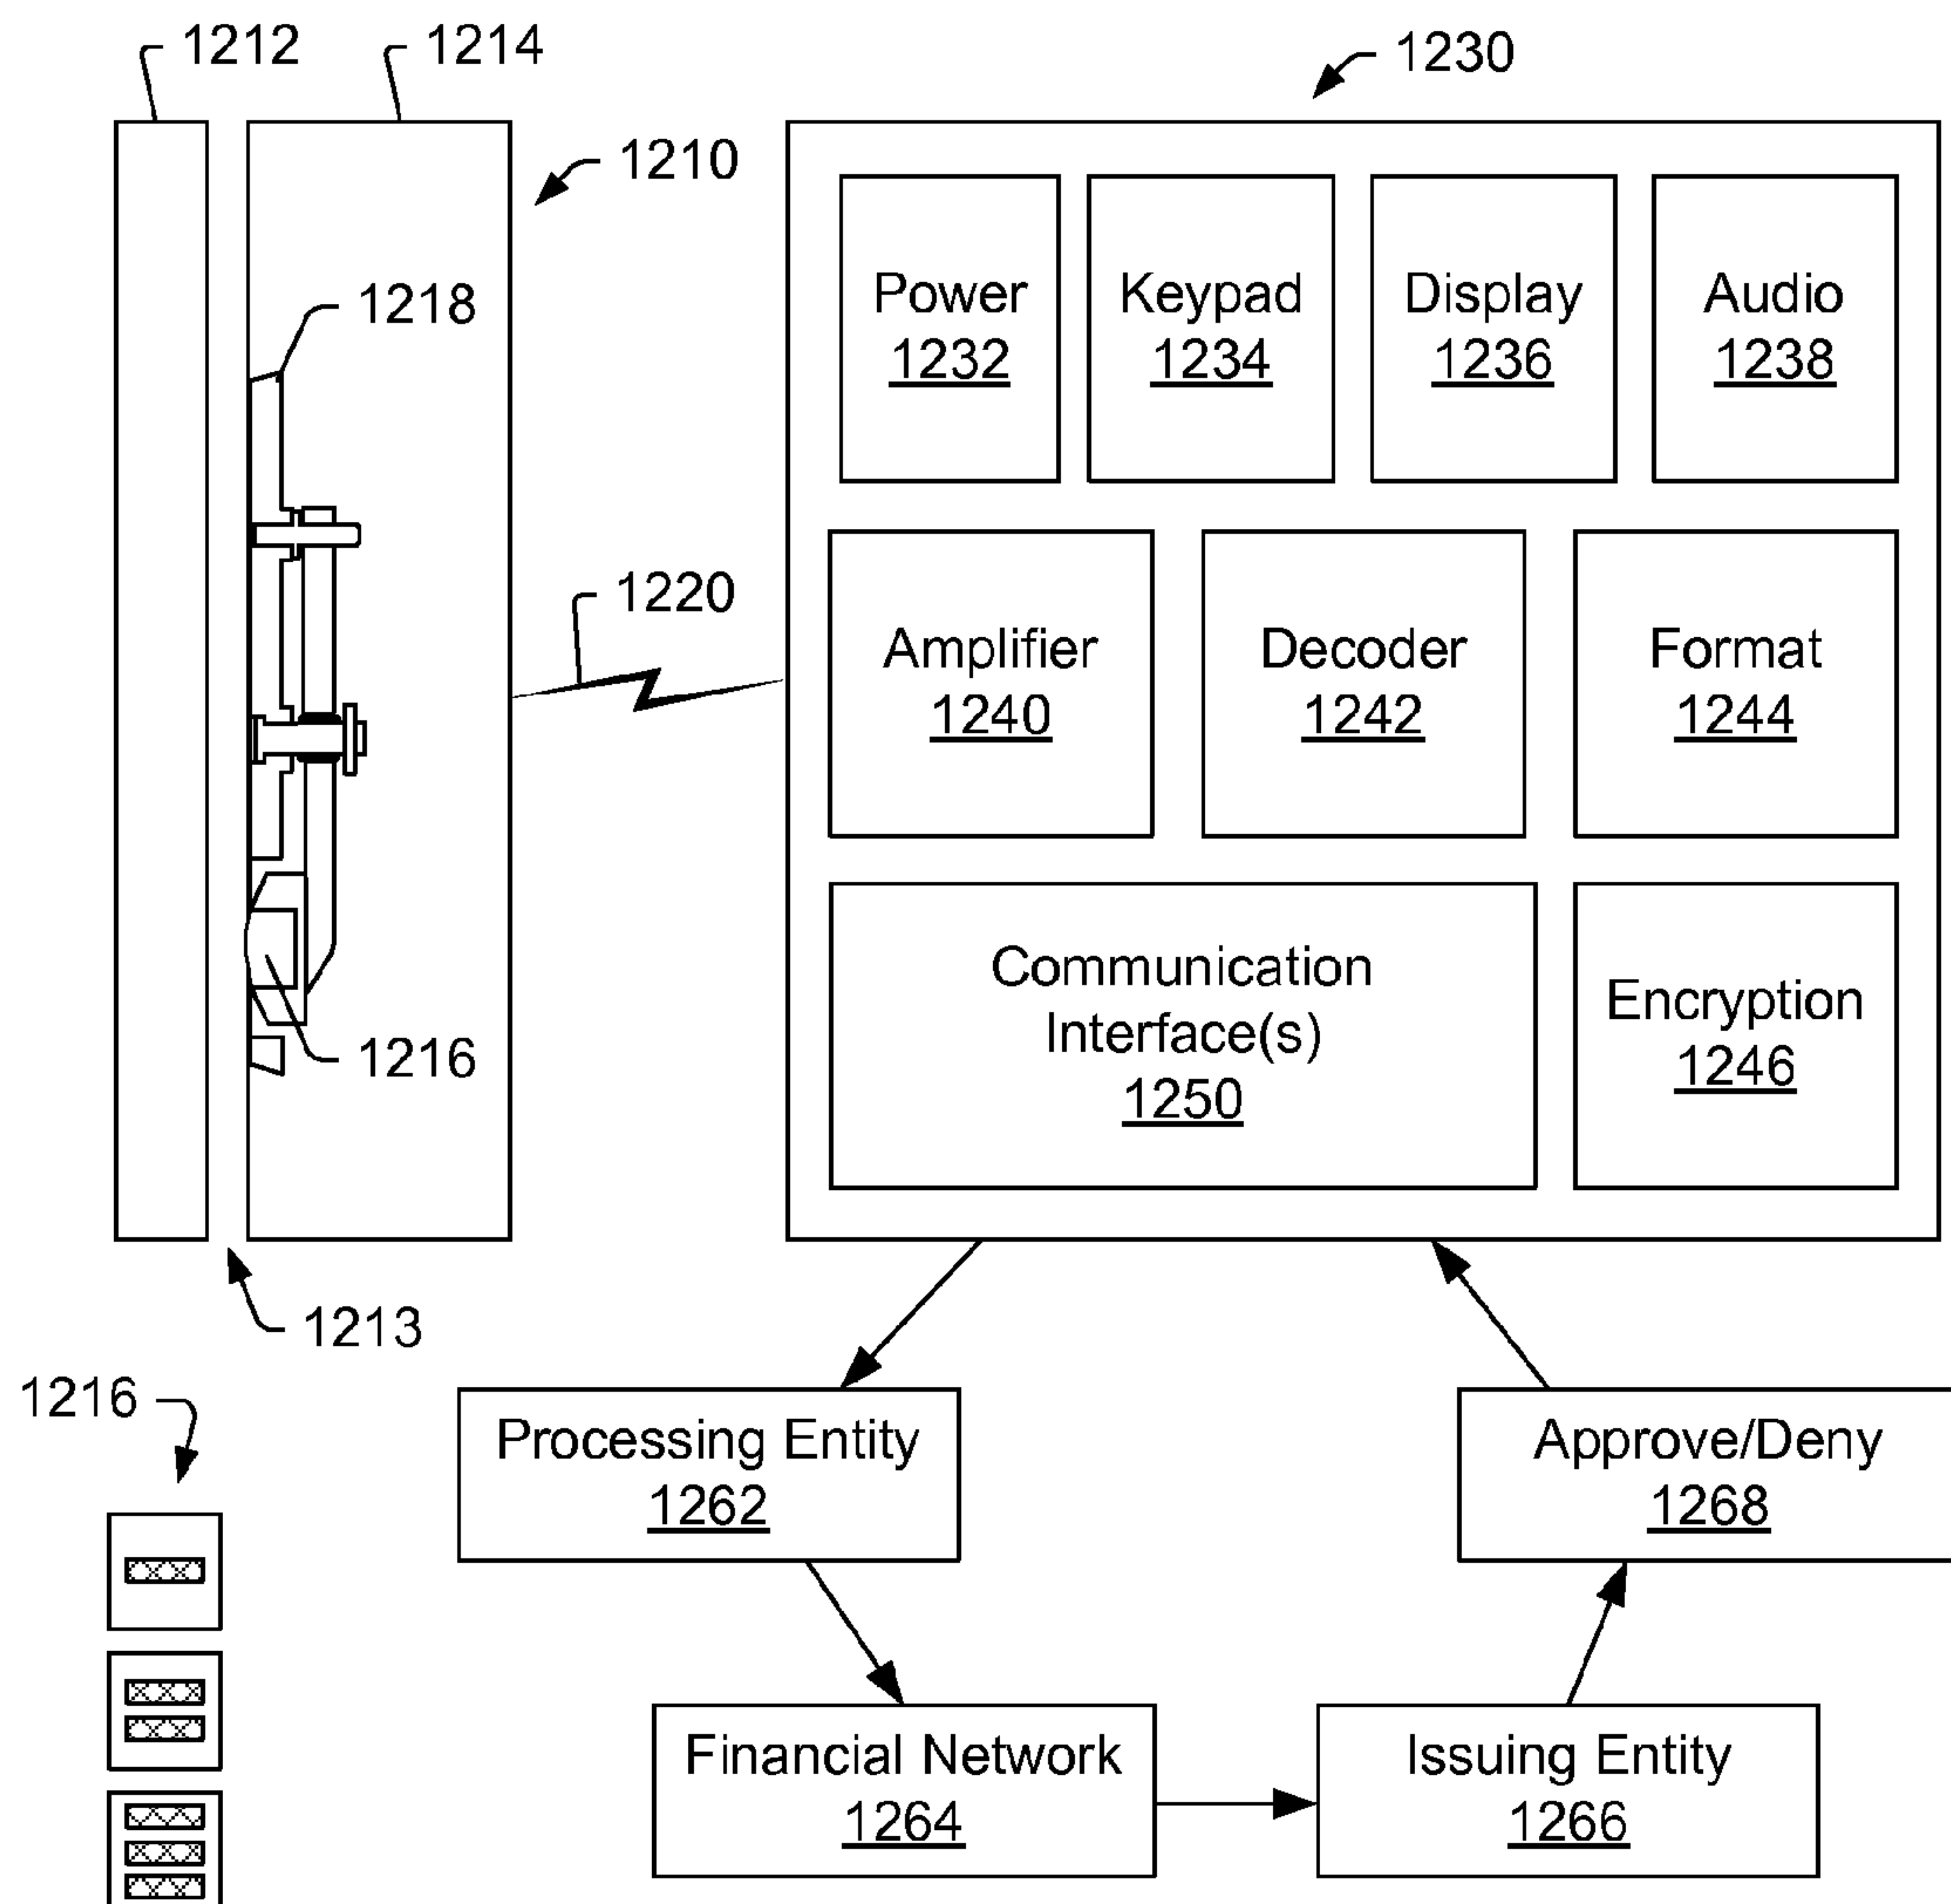 1212
1214
1230
1210
1218
Power
1232
Keypad
1234
Display
1236
Audio
1238
1220
Amplifier
1240
Decoder
1242
Format
1244
Communication
Interface(s)
1250
Encryption
1246
1216
1213
1216
Processing Entity
1262
Approve/Deny
1268
Financial Network
1264
Issuing Entity
1266